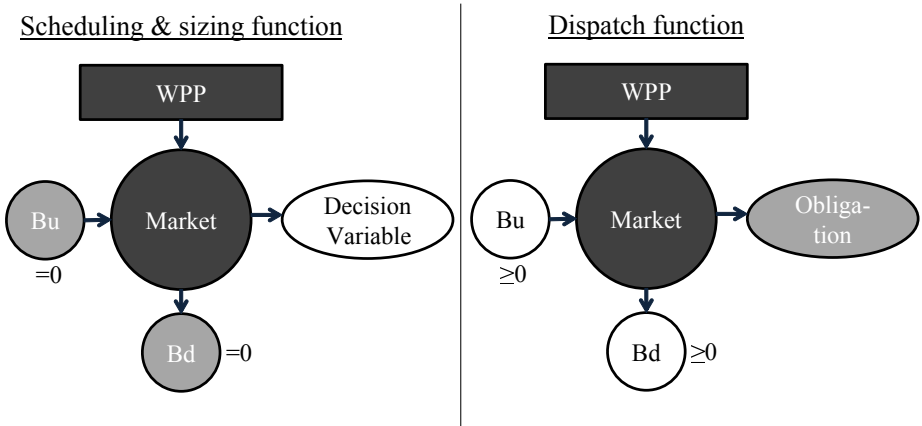 Scheduling & sizing function
WPP
Bu
Market
Decision
Variable
=0
Bd
=0
Dispatch function
WPP
Bu
Market
Obliga-
tion
≥0
Bd
≥0